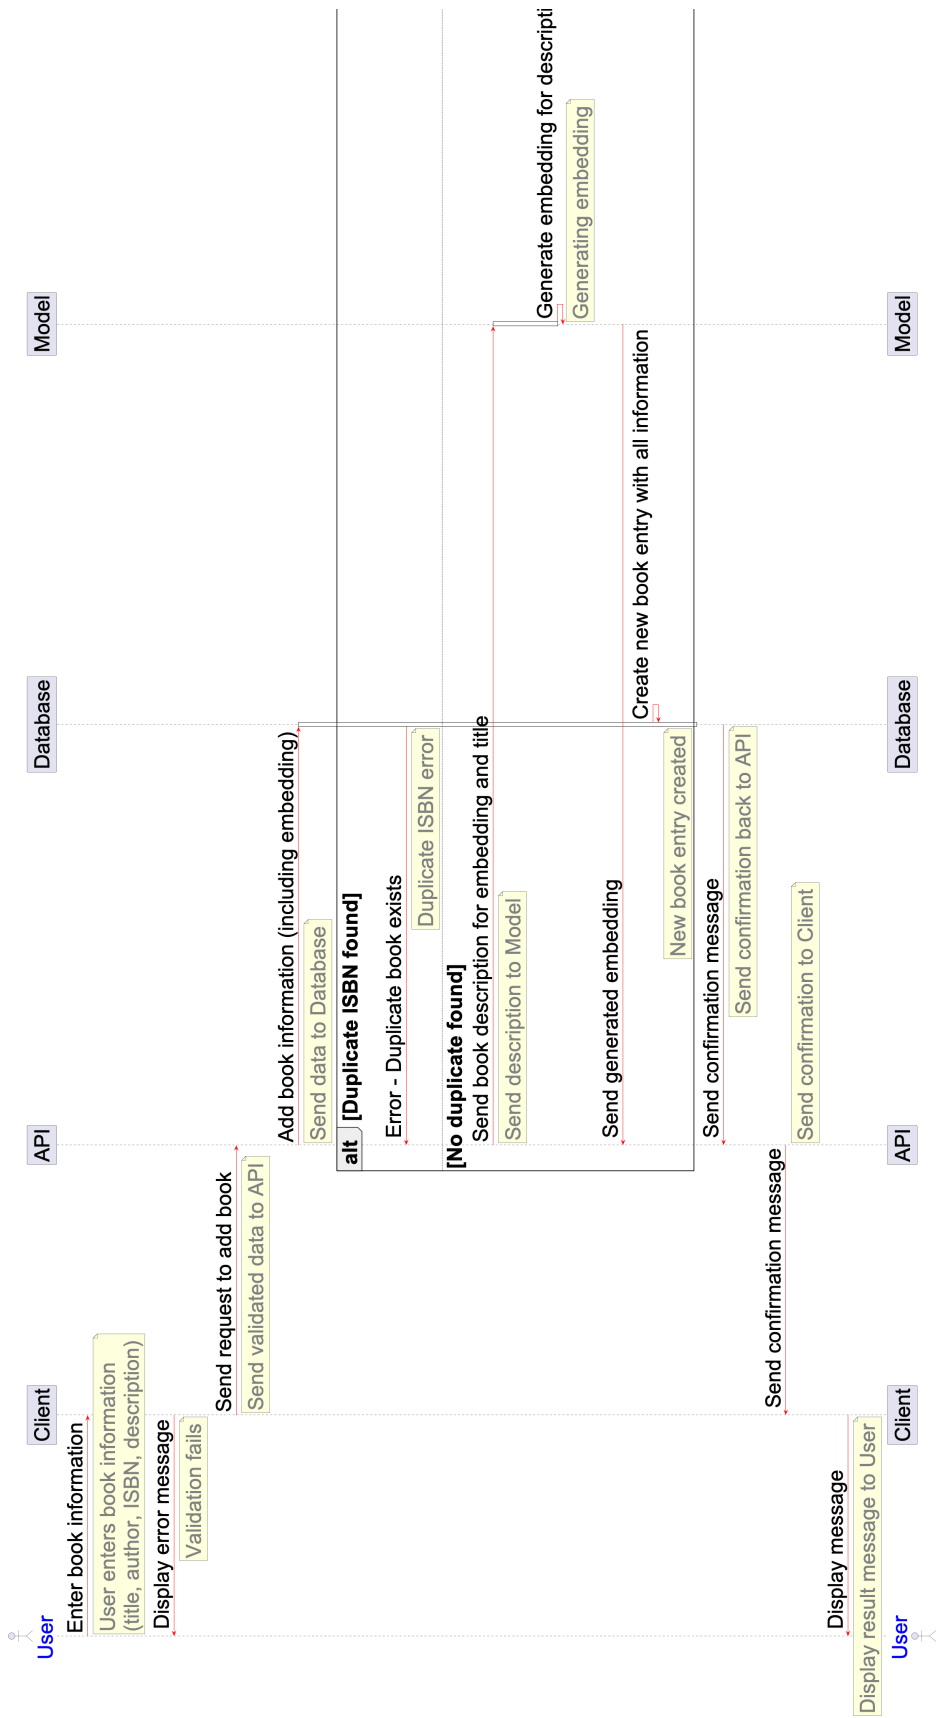 User
Client
API
Database
Model
Enter book information
User enters book information
(title, author, ISBN, description)
Display error message
Validation fails
Send request to add book
Send validated data to API
Add book information (including embedding)
Send data to Database
alt
[Duplicate ISBN found]
Error - Duplicate book exists
Duplicate ISBN error
[No duplicate found]
Send book description for embedding and title
Send description to Model
Generate embedding for descripti
Generating embedding
Send generated embedding
Create new book entry with all information
New book entry created
Send confirmation message
Send confirmation back to API
Send confirmation message
Send confirmation to Client
Display message
Display result message to User
User
Client
API
Database
Model